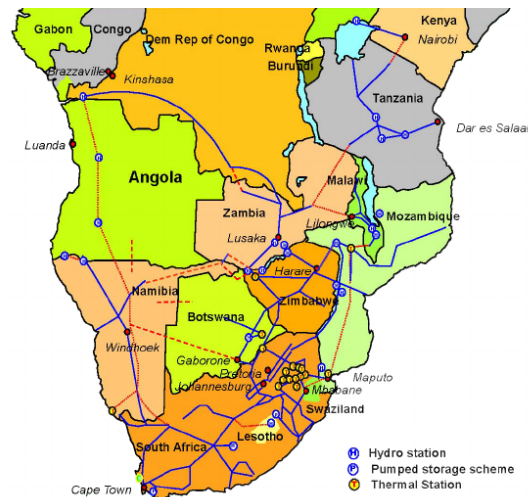 Gabon
Congo
Dem Rep of Congo
Kenya
Nairobi
Rwanda
Burundi
Brazzaville
Kinshasa
Tanzania
Dar es Salaa
Luanda
Angola
Malawi
Zambia
Lilongwe
Mozambique
Lusaka
Harare
Namibia
Zimbabwe
Botswana
Windhoek
Gaborone
Pretoria
Johannesburg
Maputo
Mbabane
Swaziland
South Africa
Lesotho
Cape Town
H Hydro station
P Pumped storage scheme
T Thermal Station